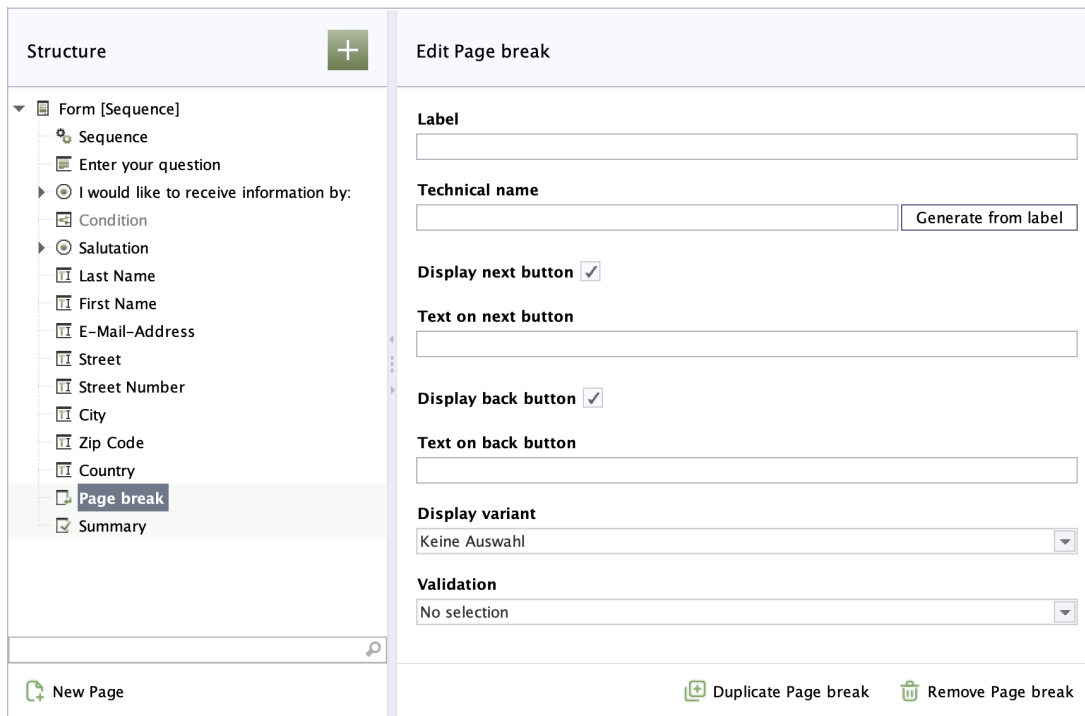 Structure
Form [Sequence]
Sequence
Enter your question
I would like to receive information by:
Condition
Salutation
Last Name
First Name
E-Mail-Address
Street
Street Number
City
Zip Code
Country
Page break
Summary
New Page
Edit Page break
Label
Technical name
Generate from label
Display next button
Text on next button
Display back button
Text on back button
Display variant
Keine Auswahl
Validation
No selection
Duplicate Page break
Remove Page break